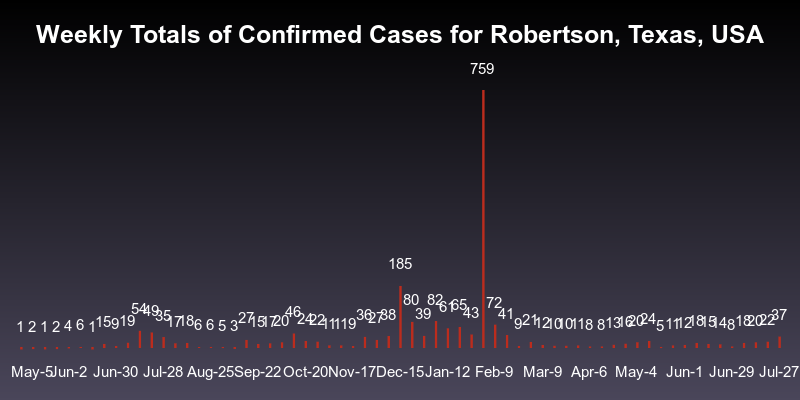 Weekly Totals of Confirmed Cases for Robertson, Texas, USA
759
185
1 2 1 2 4 6 1 15 9 19 54 49 35 17 18 6 6 5 3 27 15 17 20 46 24 22 11 11 9 36 27 38 80 39 82 61 65 43 72 41 9 21 12 10 10 11 8 8 13 16 20 24 5 11 12 18 15 14 8 18 20 22 37
May-5 Jun-2 Jun-30 Jul-28 Aug-25 Sep-22 Oct-20 Nov-17 Dec-15 Jan-12 Feb-9 Mar-9 Apr-6 May-4 Jun-1 Jun-29 Jul-27